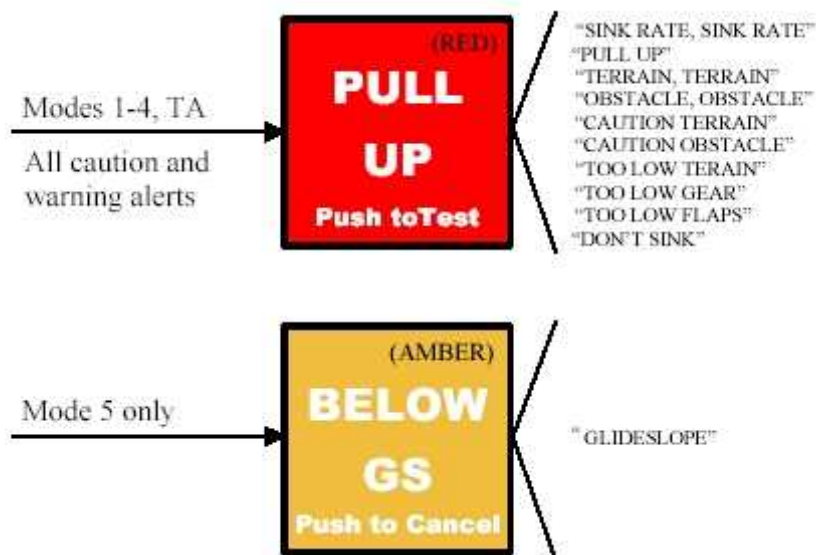 Modes 1-4, TA
All caution and
warning alerts
(RED)
PULL
UP
Push toTest
“SINK RATE, SINK RATE”
“PULL UP”
“TERRAIN, TERRAIN”
“OBSTACLE, OBSTACLE”
“CAUTION TERRAIN”
“CAUTION OBSTACLE”
“TOO LOW TERAIN”
“TOO LOW GEAR”
“TOO LOW FLAPS”
“DON’T SINK”
Mode 5 only
(AMBER)
BELOW
GS
Push to Cancel
“GLIDESLOPE”